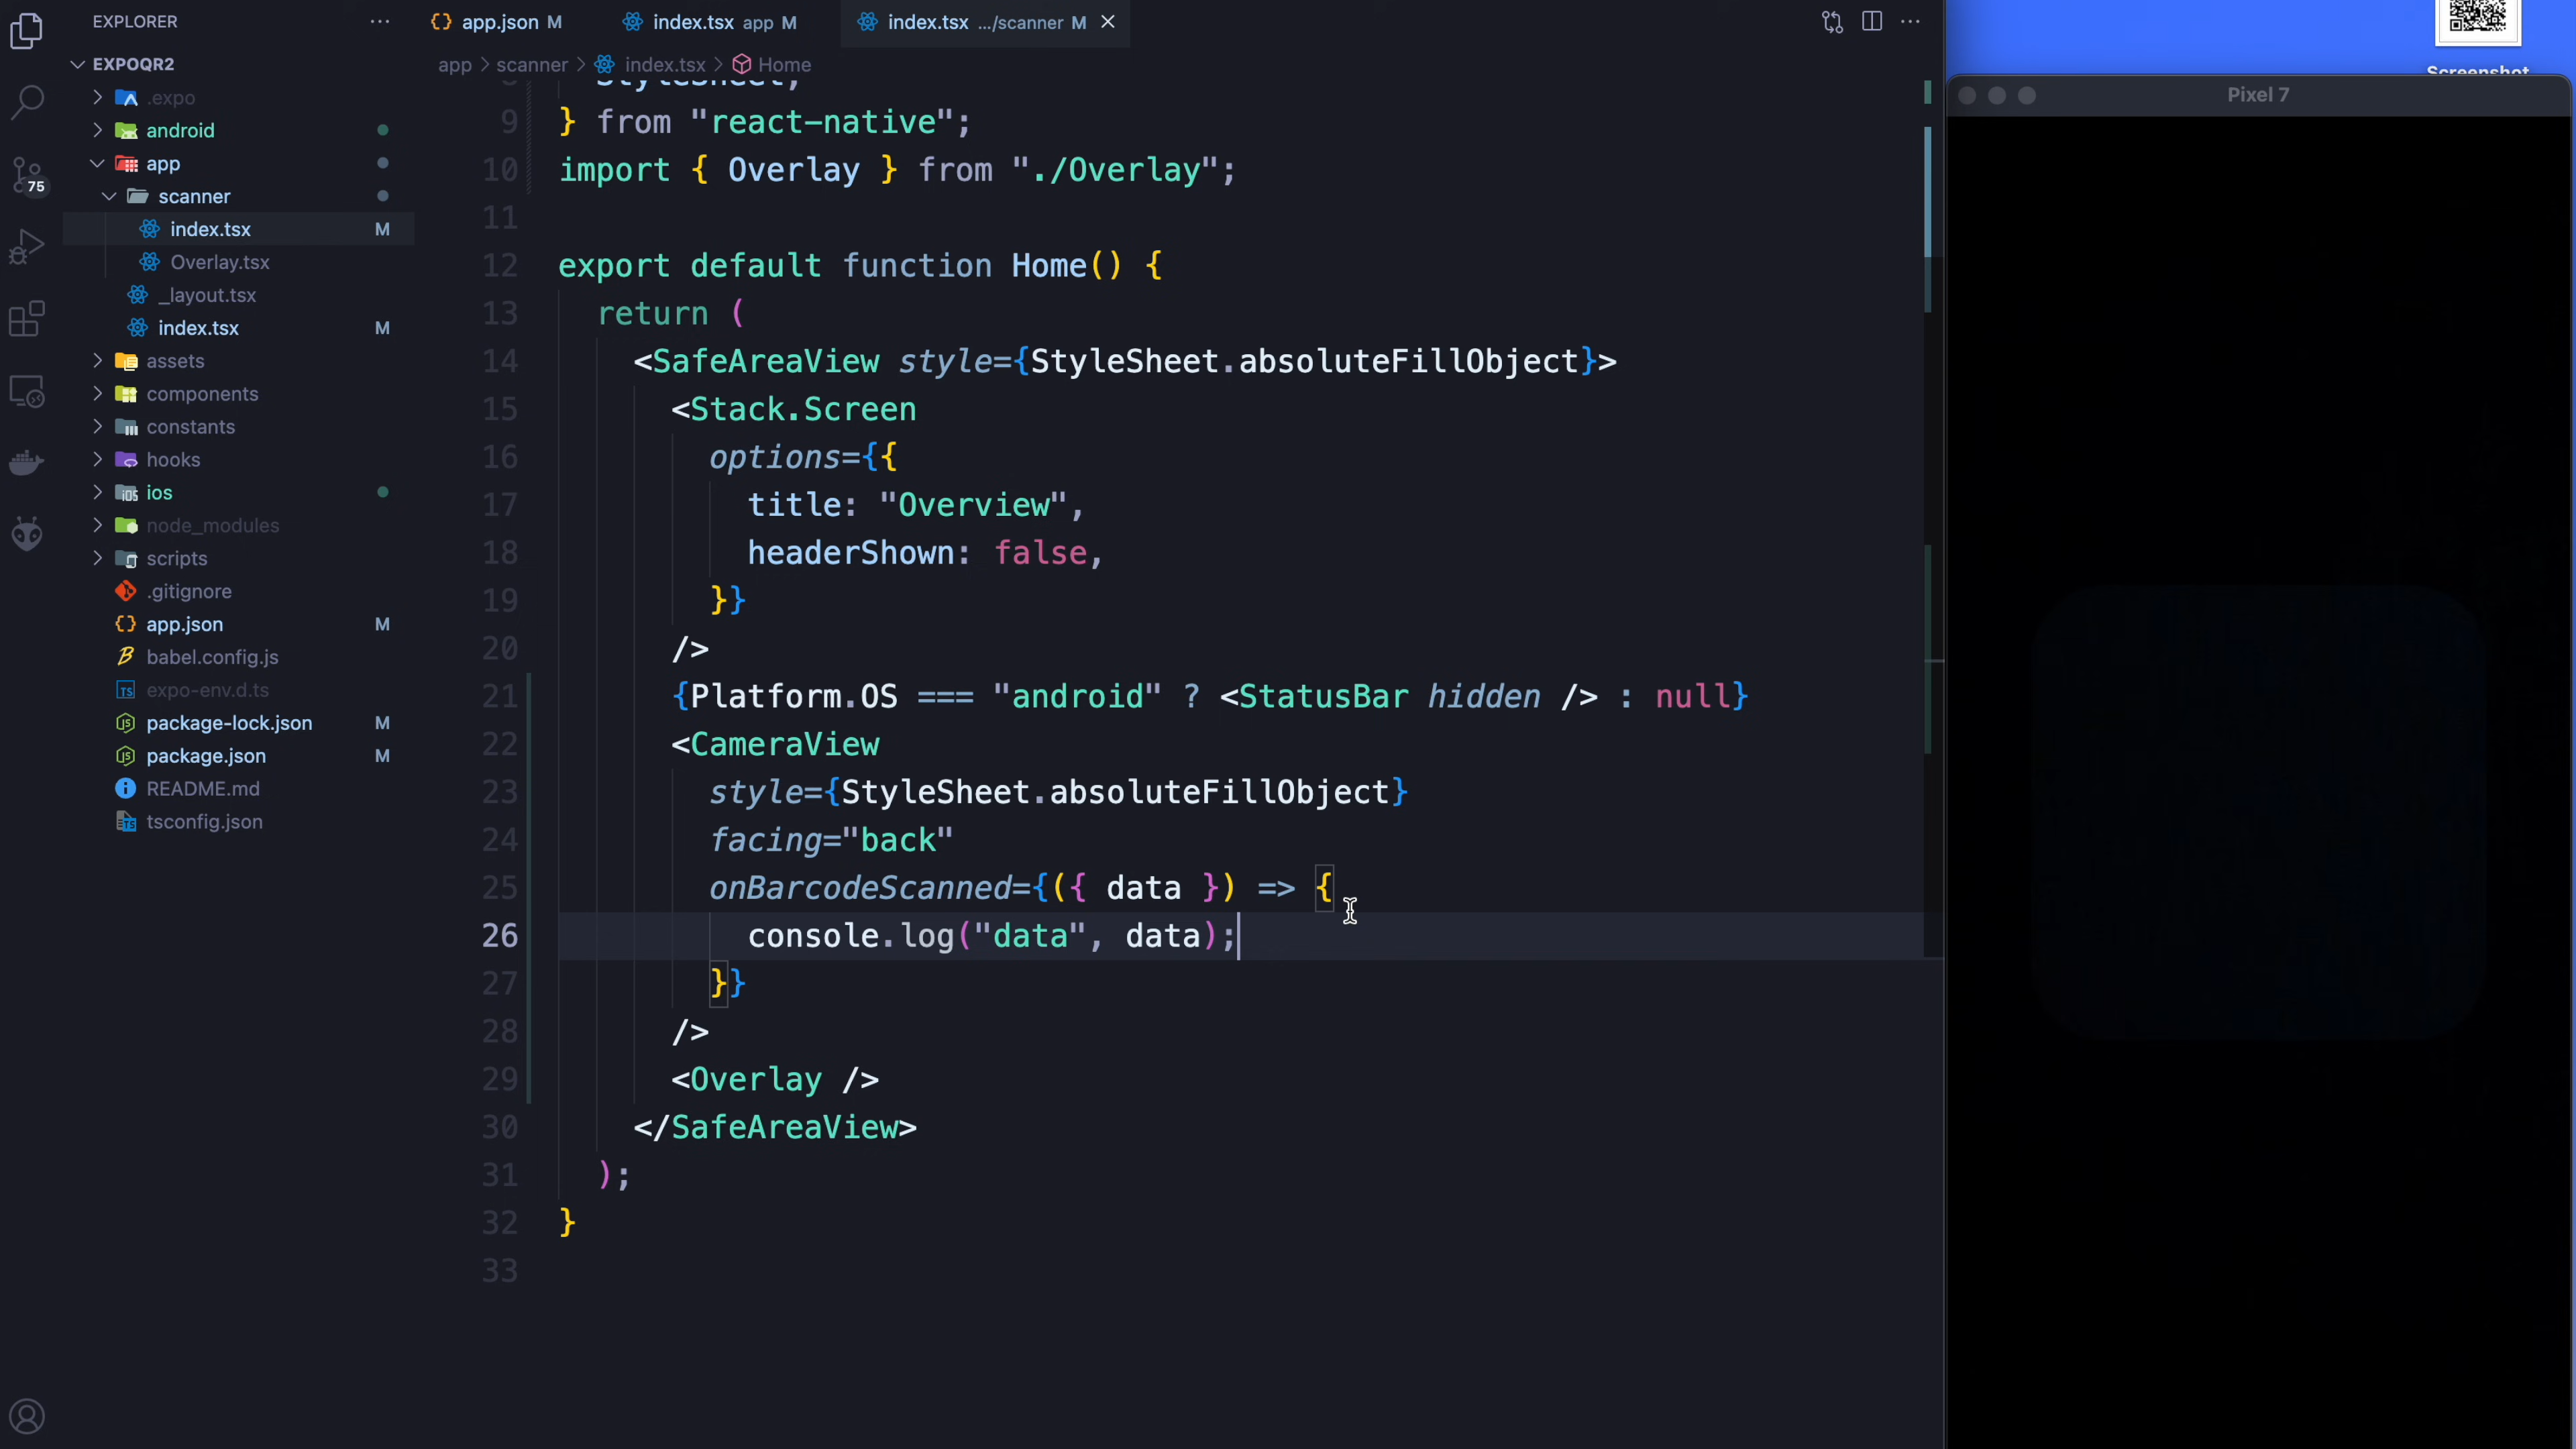 EXPLORER
EXPOQR2
.expo
android
app
scanner
index.tsx M
Overlay.tsx
_layout.tsx
index.tsx M
assets
components
constants
hooks
ios
node_modules
scripts
.gitignore
app.json M
babel.config.js
expo-env.d.ts
package-lock.json M
package.json M
README.md
tsconfig.json
75
app.json M
index.tsx app M
index.tsx .../scanner M
app > scanner > index.tsx > Home
8 StyleSheet,
9 } from "react-native";
10 import { Overlay } from "./Overlay";
11
12 export default function Home() {
13 return (
14 <SafeAreaView style={StyleSheet.absoluteFillObject}>
15 <Stack.Screen
16 options={{
17 title: "Overview",
18 headerShown: false,
19 }}
20 />
21 {Platform.OS === "android" ? <StatusBar hidden /> : null}
22 <CameraView
23 style={StyleSheet.absoluteFillObject}
24 facing="back"
25 onBarcodeScanned={({ data }) => {
26 console.log("data", data);
27 }}
28 />
29 <Overlay />
30 </SafeAreaView>
31 );
32 }
33
Screenshot
Pixel 7